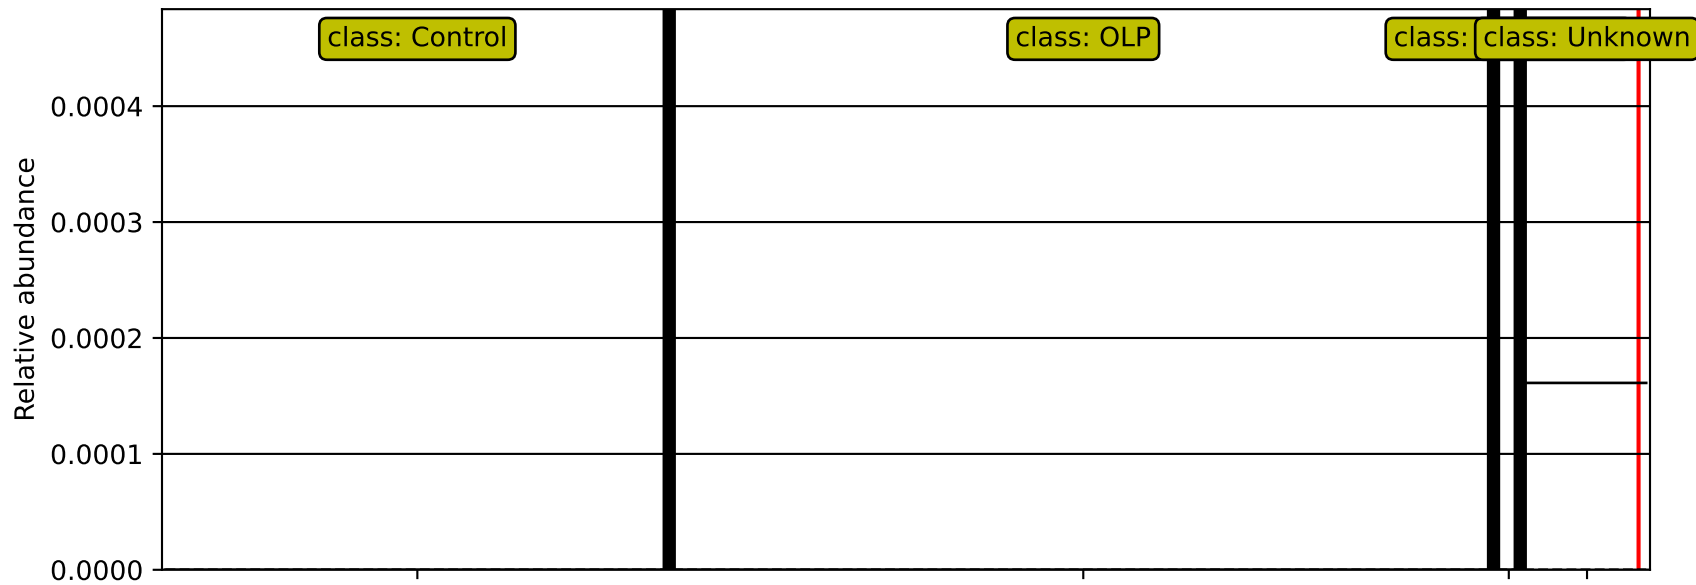 class: Control
class: OLP
class:
class: Unknown
Relative abundance
0.0004
0.0003
0.0002
0.0001
0.0000